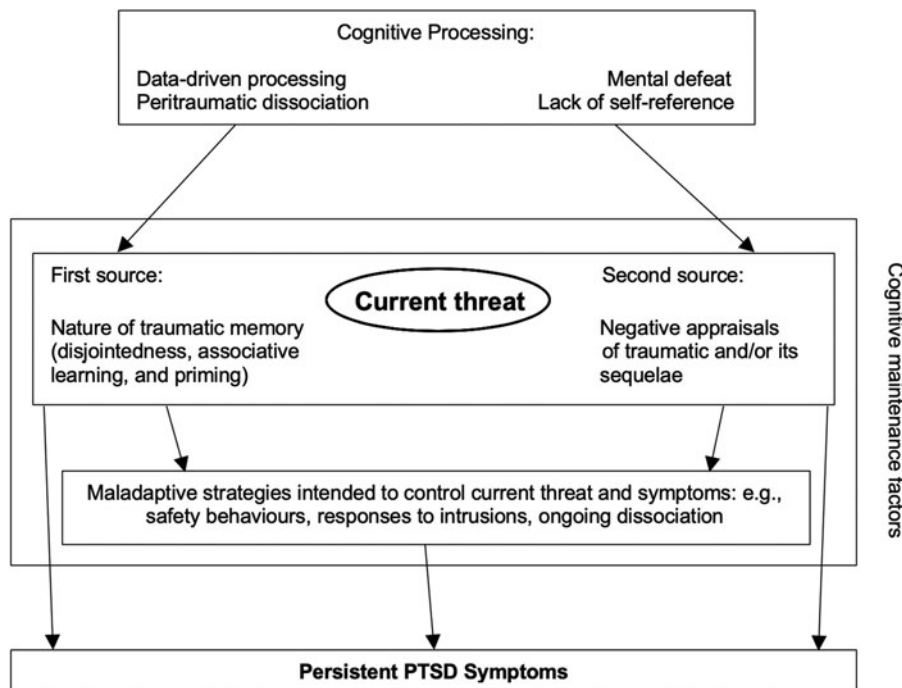 Cognitive Processing:
Data-driven processing
Peritraumatic dissociation
Mental defeat
Lack of self-reference
First source:
Nature of traumatic memory
(disjointedness, associative
learning, and priming)
Current threat
Second source:
Negative appraisals
of traumatic and/or its
sequelae
Maladaptive strategies intended to control current threat and symptoms: e.g.,
safety behaviours, responses to intrusions, ongoing dissociation
Cognitive maintenance factors
Persistent PTSD Symptoms